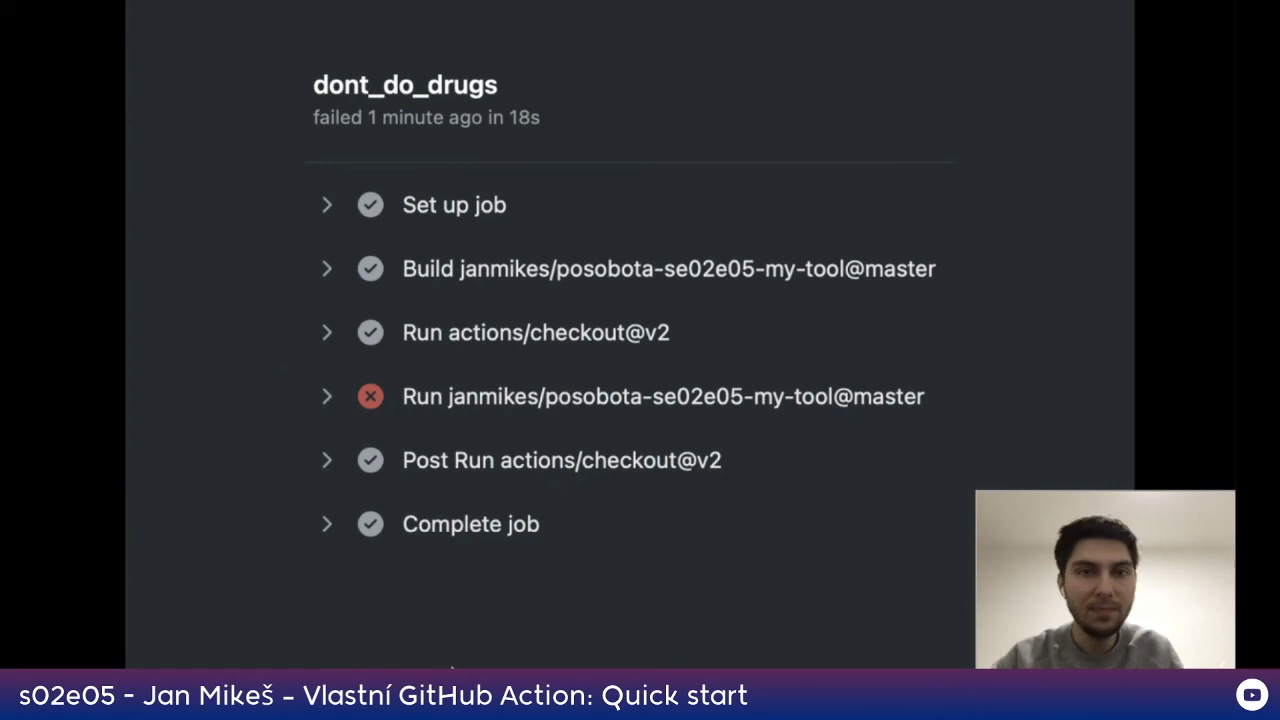 dont_do_drugs
failed 1 minute ago in 18s
Set up job
Build janmikes/posobota-se02e05-my-tool@master
Run actions/checkout@v2
Run janmikes/posobota-se02e05-my-tool@master
Post Run actions/checkout@v2
Complete job
s02e05 - Jan Mikeš - Vlastní GitHub Action: Quick start